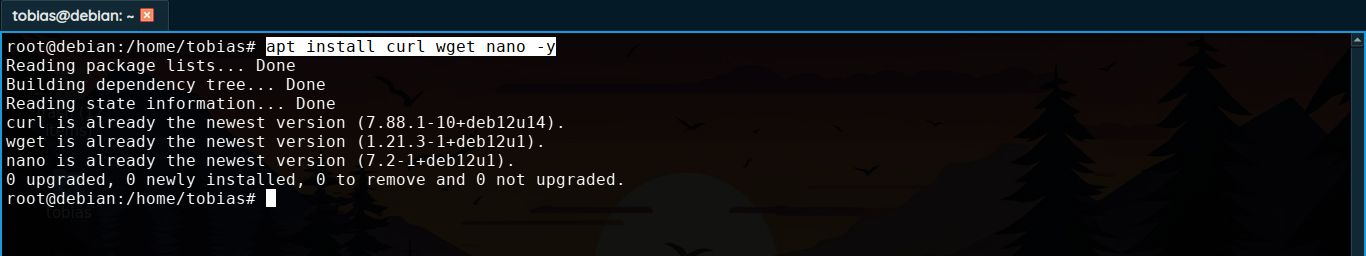 tobias@debian: ~
root@debian:/home/tobias# apt install curl wget nano -y
Reading package lists... Done
Building dependency tree... Done
Reading state information... Done
curl is already the newest version (7.88.1-10+deb12u14).
wget is already the newest version (1.21.3-1+deb12u1).
nano is already the newest version (7.2-1+deb12u1).
0 upgraded, 0 newly installed, 0 to remove and 0 not upgraded.
root@debian:/home/tobias#
tobias